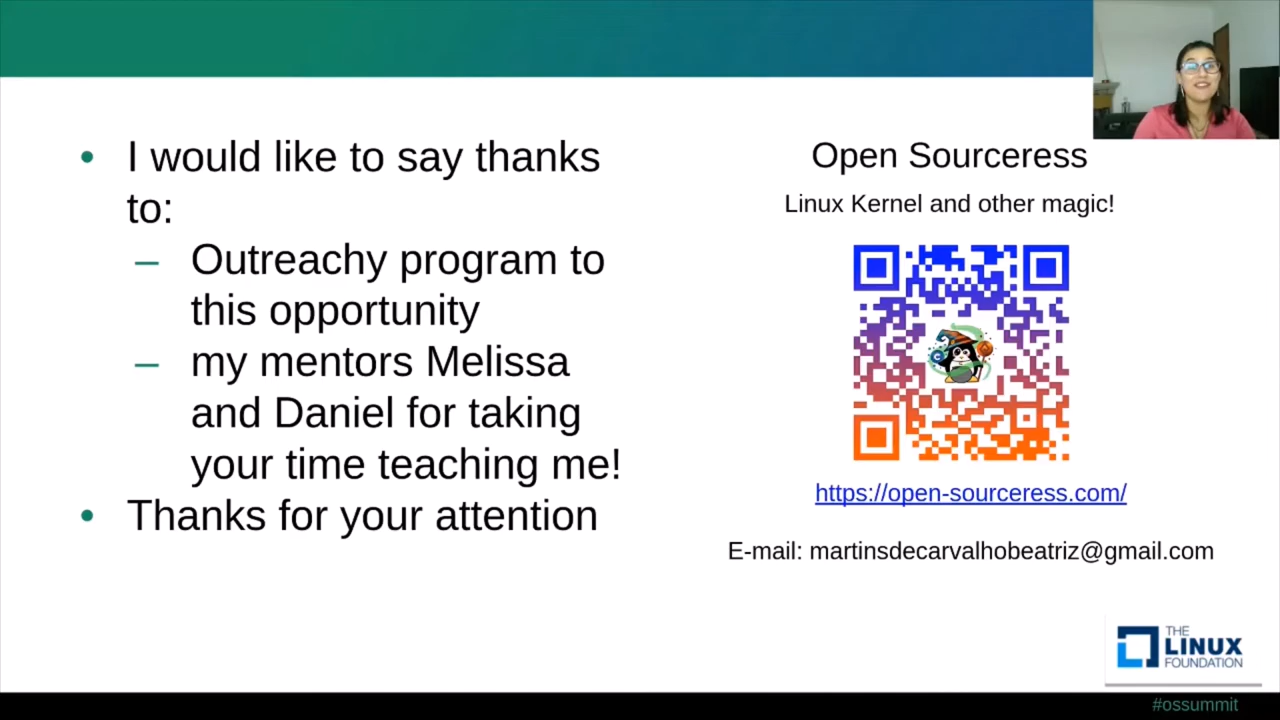 • I would like to say thanks
to:
– Outreachy program to
this opportunity
– my mentors Melissa
and Daniel for taking
your time teaching me!
• Thanks for your attention
Open Sourceress
Linux Kernel and other magic!
https://open-sourceress.com/
E-mail: martinsdecarvalhobeatriz@gmail.com
THE
LINUX
FOUNDATION
#ossummit